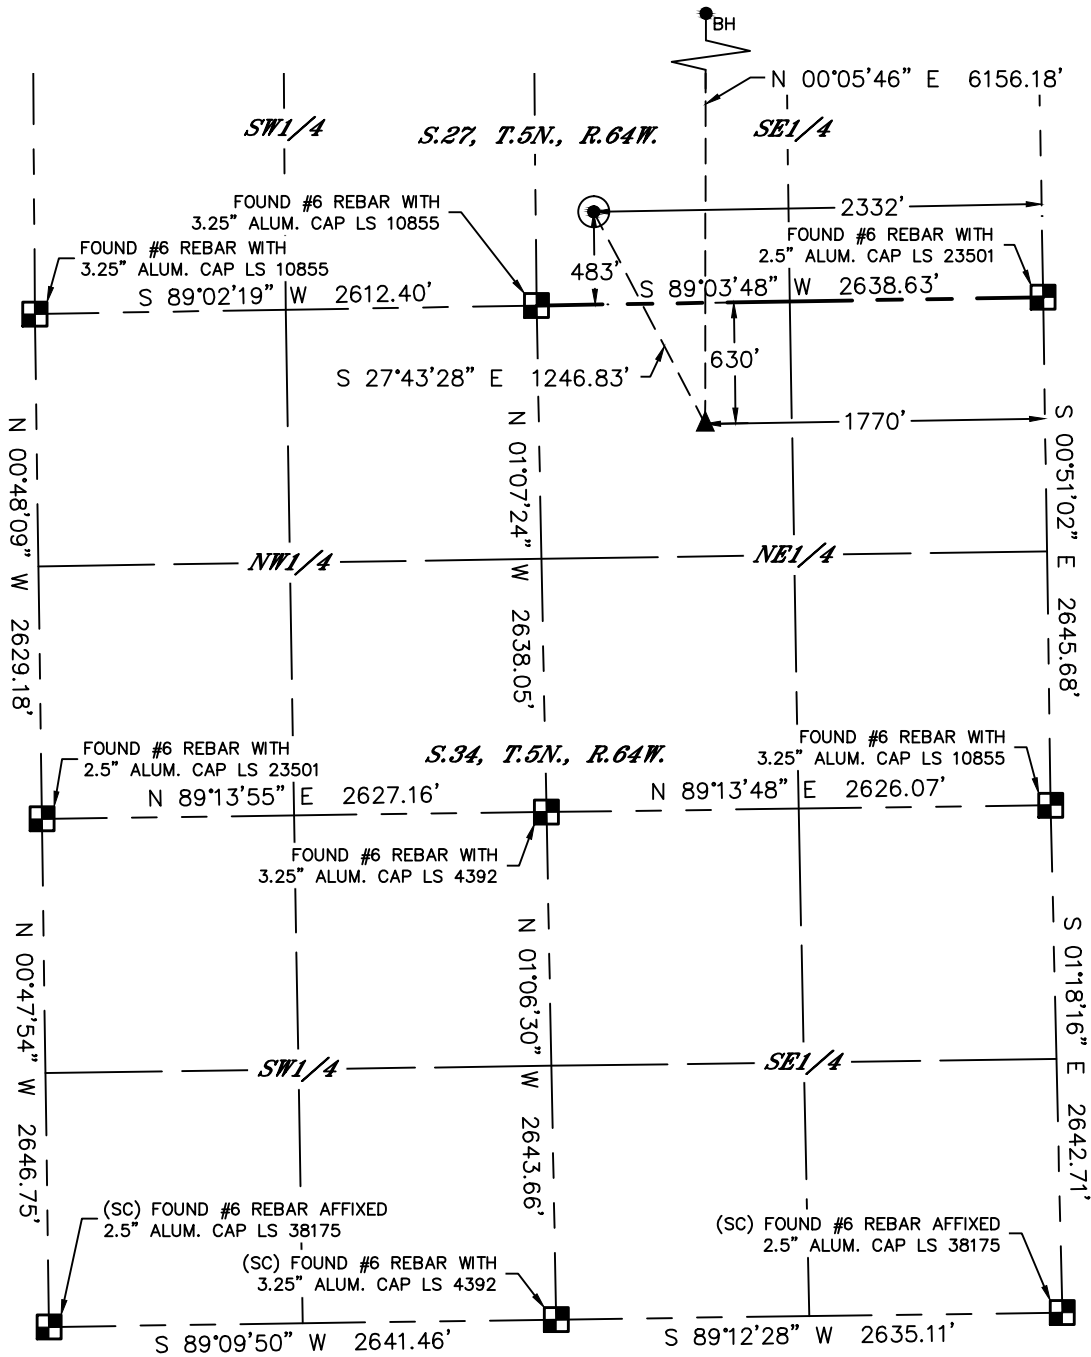 BH
N 00°05'46" E 6156.18'
SW1/4
S.27, T.5N., R.64W.
SE1/4
FOUND #6 REBAR WITH
3.25" ALUM. CAP LS 10855
2332'
FOUND #6 REBAR WITH
3.25" ALUM. CAP LS 10855
FOUND #6 REBAR WITH
2.5" ALUM. CAP LS 23501
483'
S 89°02'19" W 2612.40'
S 89°03'48" W 2638.63'
630'
S 27°43'28" E 1246.83'
1770'
N 00°48'09" W 2629.18'
N 01°07'24" W 2638.05'
S 00°51'02" E 2645.68'
NW1/4
NE1/4
FOUND #6 REBAR WITH
2.5" ALUM. CAP LS 23501
S.34, T.5N., R.64W.
FOUND #6 REBAR WITH
3.25" ALUM. CAP LS 10855
N 89°13'55" E 2627.16'
N 89°13'48" E 2626.07'
FOUND #6 REBAR WITH
3.25" ALUM. CAP LS 4392
N 00°47'54" W 2646.75'
N 01°06'30" W 2643.66'
S 01°18'16" E 2642.71'
SW1/4
SE1/4
(SC) FOUND #6 REBAR AFFIXED
2.5" ALUM. CAP LS 38175
(SC) FOUND #6 REBAR AFFIXED
2.5" ALUM. CAP LS 38175
(SC) FOUND #6 REBAR WITH
3.25" ALUM. CAP LS 4392
S 89°09'50" W 2641.46'
S 89°12'28" W 2635.11'